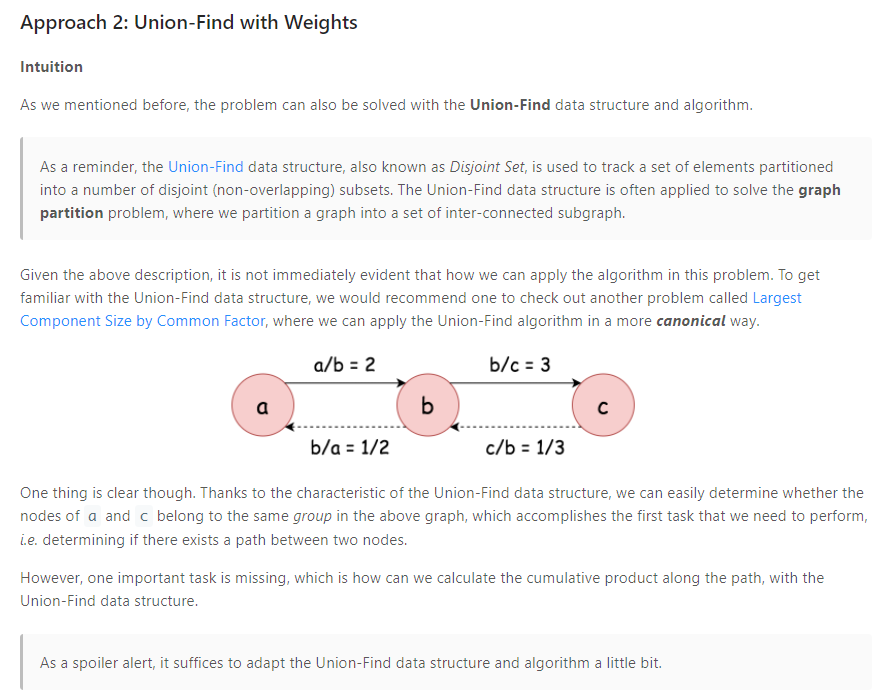 Approach 2: Union-Find with Weights
Intuition
As we mentioned before, the problem can also be solved with the Union-Find data structure and algorithm.
As a reminder, the Union-Find data structure, also known as Disjoint Set, is used to track a set of elements partitioned
into a number of disjoint (non-overlapping) subsets. The Union-Find data structure is often applied to solve the graph
partition problem, where we partition a graph into a set of inter-connected subgraph.
Given the above description, it is not immediately evident that how we can apply the algorithm in this problem. To get
familiar with the Union-Find data structure, we would recommend one to check out another problem called Largest
Component Size by Common Factor, where we can apply the Union-Find algorithm in a more canonical way.
a/b = 2 b/c = 3
a b c
b/a = 1/2 c/b = 1/3
One thing is clear though. Thanks to the characteristic of the Union-Find data structure, we can easily determine whether the
nodes of a and c belong to the same group in the above graph, which accomplishes the first task that we need to perform,
i.e. determining if there exists a path between two nodes.
However, one important task is missing, which is how can we calculate the cumulative product along the path, with the
Union-Find data structure.
As a spoiler alert, it suffices to adapt the Union-Find data structure and algorithm a little bit.